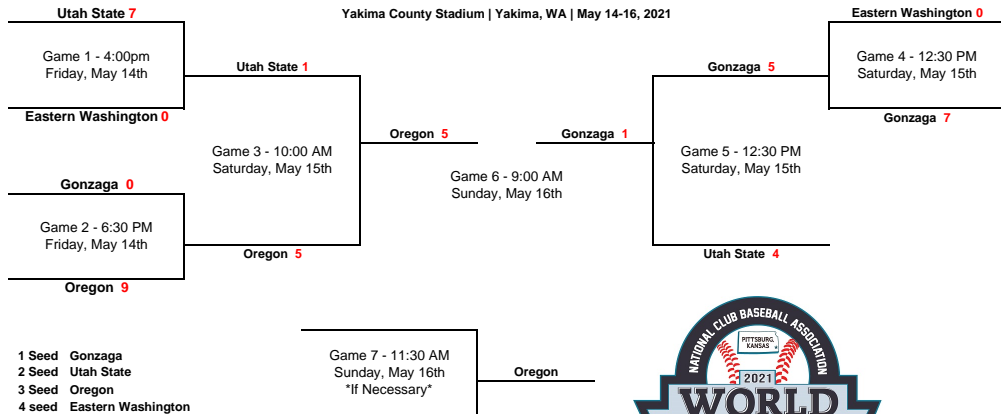 Yakima County Stadium | Yakima, WA | May 14-16, 2021
Utah State 7
Game 1 - 4:00pm
Friday, May 14th
Eastern Washington 0
Utah State 1
Game 3 - 10:00 AM
Saturday, May 15th
Gonzaga 0
Game 2 - 6:30 PM
Friday, May 14th
Oregon 9
Oregon 5
Oregon 5
Game 6 - 9:00 AM
Sunday, May 16th
Gonzaga 1
Gonzaga 5
Game 5 - 12:30 PM
Saturday, May 15th
Utah State 4
Eastern Washington 0
Game 4 - 12:30 PM
Saturday, May 15th
Gonzaga 7
Game 7 - 11:30 AM
Sunday, May 16th
*If Necessary*
Oregon
1 Seed Gonzaga
2 Seed Utah State
3 Seed Oregon
4 seed Eastern Washington
NATIONAL CLUB BASEBALL ASSOCIATION
PITTSBURG,
KANSAS
2021
WORLD